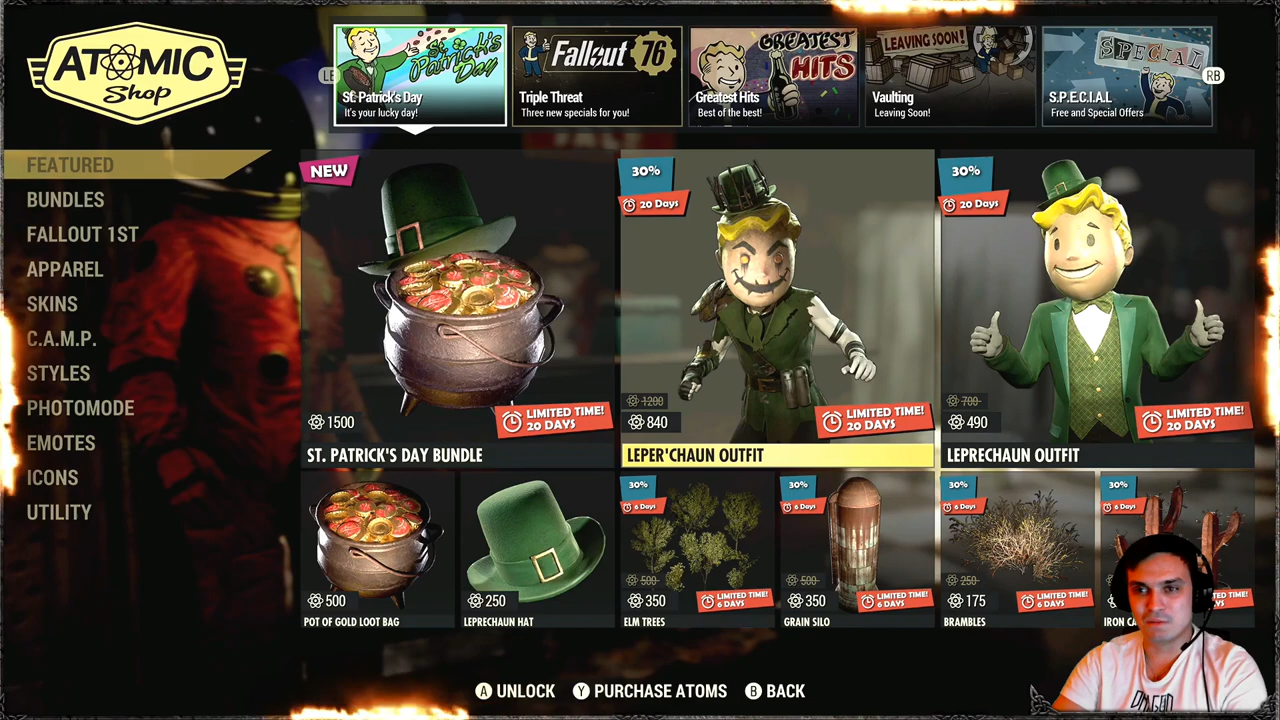 ATOMIC
Shop
LB
St. Patrick's Day
St. Patrick's Day
It's your lucky day!
Fallout 76
Triple Threat
Three new specials for you!
GREATEST
HITS
Greatest Hits
Best of the best!
LEAVING SOON!
Vaulting
Leaving Soon!
SPECIAL
S.P.E.C.I.A.L
Free and Special Offers
RB
FEATURED
BUNDLES
FALLOUT 1ST
APPAREL
SKINS
C.A.M.P.
STYLES
PHOTOMODE
EMOTES
ICONS
UTILITY
NEW
1500
LIMITED TIME!
20 DAYS
ST. PATRICK'S DAY BUNDLE
30%
20 Days
1200
840
LIMITED TIME!
20 DAYS
LEPER'CHAUN OUTFIT
30%
20 Days
700
490
LIMITED TIME!
20 DAYS
LEPRECHAUN OUTFIT
500
POT OF GOLD LOOT BAG
250
LEPRECHAUN HAT
30%
6 Days
500
350
LIMITED TIME!
6 DAYS
ELM TREES
30%
6 Days
500
350
LIMITED TIME!
6 DAYS
GRAIN SILO
30%
6 Days
250
175
LIMITED TIME!
6 DAYS
BRAMBLES
30%
6 Days
TIME!
IRON
A UNLOCK
Y PURCHASE ATOMS
B BACK